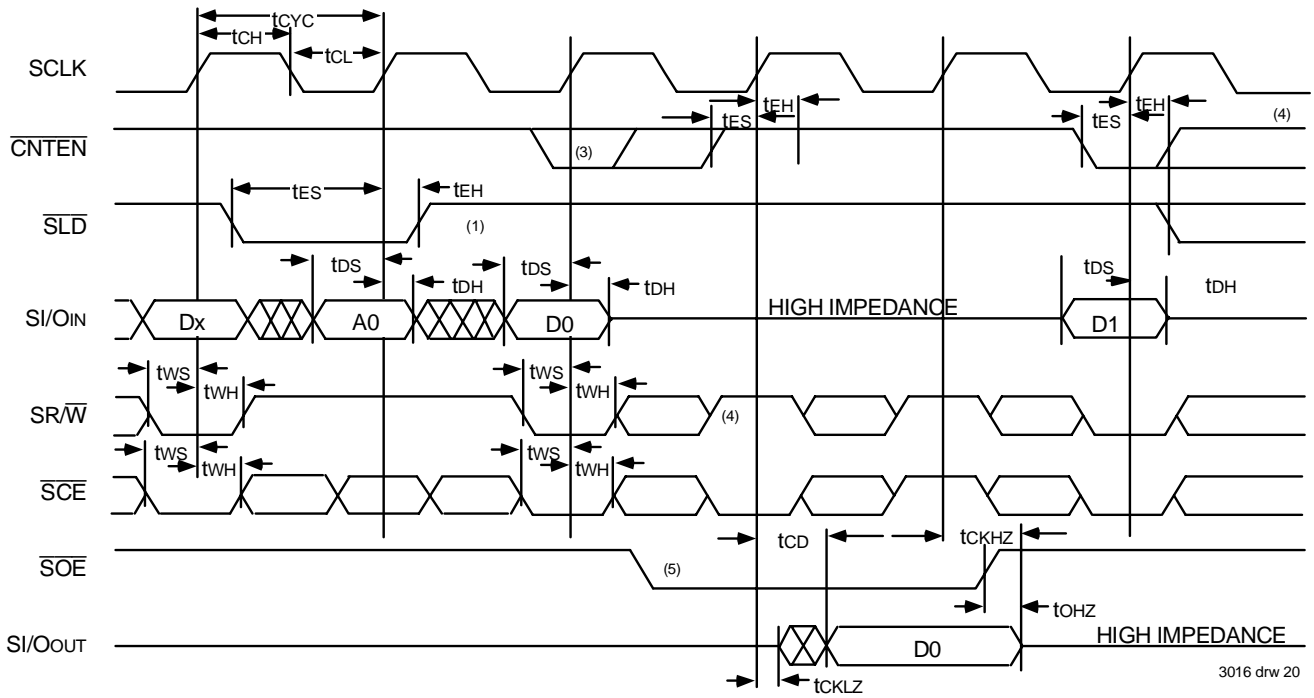 tCYC
tCH
tCL
SCLK
tEH
tES
tEH
tES
(4)
CNTEN
(3)
tES
tEH
SLD
(1)
tDS
tDH
tDS
tDH
tDS
tDH
SI/OIN
Dx
A0
D0
HIGH IMPEDANCE
D1
tWS
tWH
tWS
tWH
SR/W
(4)
tWS
tWH
tWS
tWH
SCE
tCD
tCKHZ
SOE
(5)
tOHZ
SI/OOUT
D0
HIGH IMPEDANCE
tCKLZ
3016 drw 20